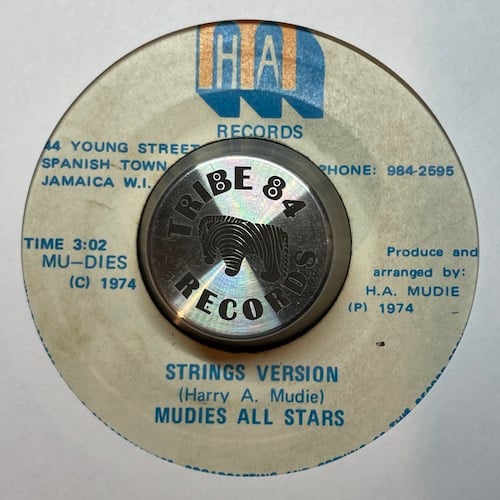 HAM
RECORDS
44 YOUNG STREET
SPANISH TOWN
JAMAICA W.I.
PHONE: 984-2595
TRIBE 84
RECORDS
TIME 3:02
MU-DIES
(C) 1974
Produce and
arranged by:
H.A. MUDIE
(P) 1974
STRINGS VERSION
(Harry A. Mudie)
MUDIES ALL STARS